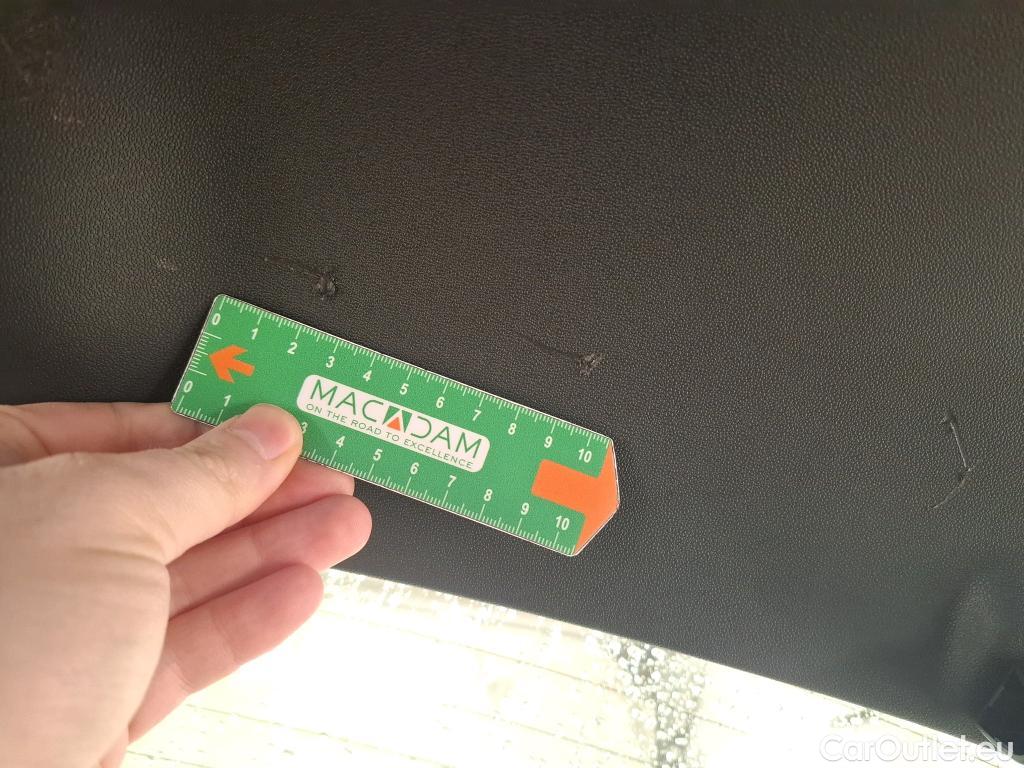 0 1 2 3 4 5 6 7 8 9 10
MACADAM
ON THE ROAD TO EXCELLENCE
0 1 3 4 5 6 7 8 9 10
CarOutlet.eu